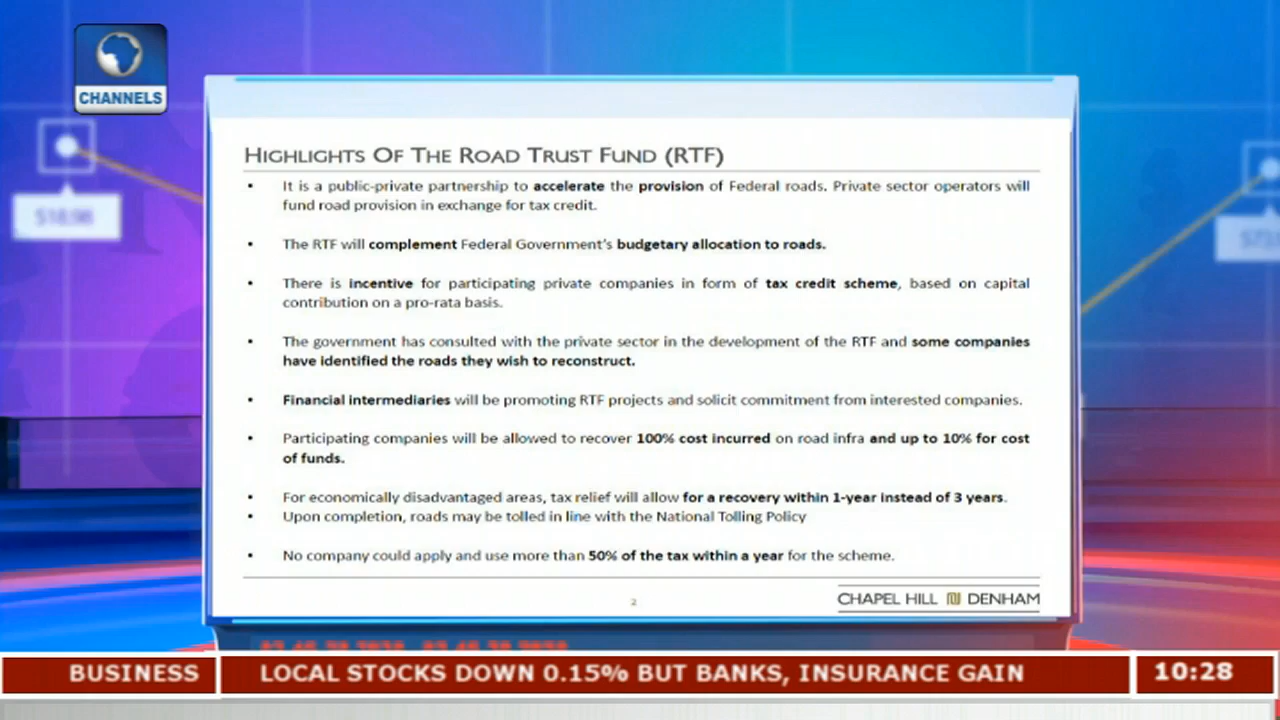 CHANNELS
HIGHLIGHTS OF THE ROAD TRUST FUND (RTF)
• It is a public-private partnership to accelerate the provision of Federal roads. Private sector operators will
fund road provision in exchange for tax credit.
• The RTF will complement Federal Government's budgetary allocation to roads.
• There is incentive for participating private companies in form of tax credit scheme, based on capital
contribution on a pro-rata basis.
• The government has consulted with the private sector in the development of the RTF and some companies
have identified the roads they wish to reconstruct.
• Financial intermediaries will be promoting RTF projects and solicit commitment from interested companies.
• Participating companies will be allowed to recover 100% cost incurred on road infra and up to 10% for cost
of funds.
• For economically disadvantaged areas, tax relief will allow for a recovery within 1-year instead of 3 years.
• Upon completion, roads may be tolled in line with the National Tolling Policy
• No company could apply and use more than 50% of the tax within a year for the scheme.
2
CHAPEL HILL DENHAM
BUSINESS
LOCAL STOCKS DOWN 0.15% BUT BANKS, INSURANCE GAIN
10:28